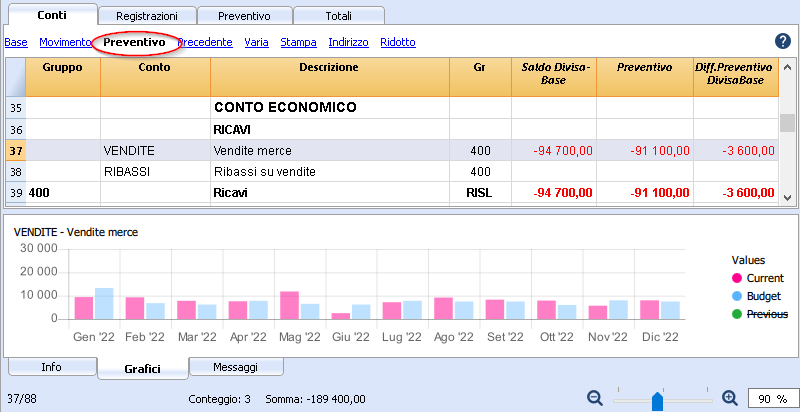 Conti Registrazioni Preventivo Totali
Base Movimento Preventivo Precedente Varia Stampa Indirizzo Ridotto ?
Gruppo Conto Descrizione Gr Saldo Divisa-Base Preventivo Diff.Preventivo DivisaBase
35 CONTO ECONOMICO
36 RICAVI
37 VENDITE Vendite merce 400 -94 700,00 -91 100,00 -3 600,00
38 RIBASSI Ribassi su vendite 400
39 400 Ricavi RISL -94 700,00 -91 100,00 -3 600,00
VENDITE - Vendite merce
30 000
20 000
10 000
0
Gen '22 Feb '22 Mar '22 Apr '22 Mag '22 Giu '22 Lug '22 Ago '22 Set '22 Ott '22 Nov '22 Dic '22
Values
Current
Budget
Previous
Info Grafici Messaggi
37/88 Conteggio: 3 Somma: -189 400,00 90 %